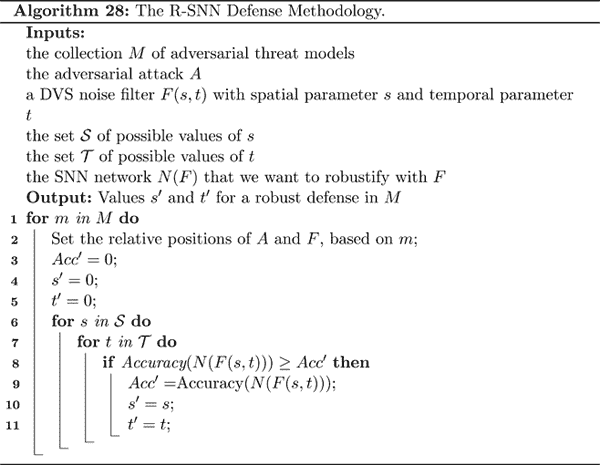 Algorithm 28: The R-SNN Defense Methodology.
Inputs:
the collection M of adversarial threat models
the adversarial attack A
a DVS noise filter F(s, t) with spatial parameter s and temporal parameter
t
the set 𝒮 of possible values of s
the set 𝒯 of possible values of t
the SNN network N(F) that we want to robustify with F
Output: Values s′ and t′ for a robust defense in M
1 for m in M do
2 Set the relative positions of A and F, based on m;
3 Acc′ = 0;
4 s′ = 0;
5 t′ = 0;
6 for s in 𝒮 do
7 for t in 𝒯 do
8 if Accuracy(N(F(s, t))) ≥ Acc′ then
9 Acc′ =Accuracy(N(F(s, t)));
10 s′ = s;
11 t′ = t;